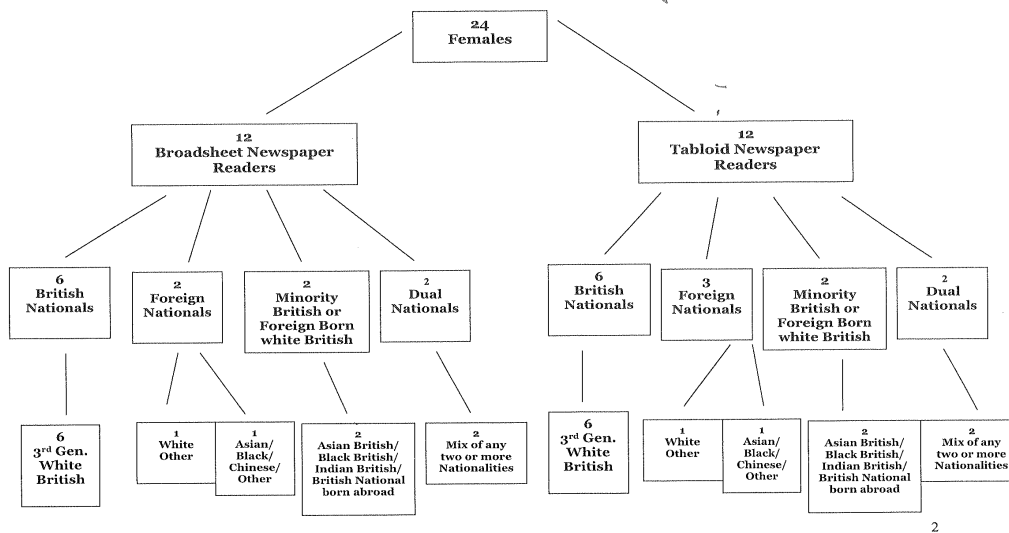 24
Females
12
Broadsheet Newspaper
Readers
12
Tabloid Newspaper
Readers
6
British
Nationals
2
Foreign
Nationals
2
Minority
British or
Foreign Born
white British
2
Dual
Nationals
6
British
Nationals
3
Foreign
Nationals
2
Minority
British or
Foreign Born
white British
2
Dual
Nationals
6
3rd Gen.
White
British
1
White
Other
1
Asian/
Black/
Chinese/
Other
2
Asian British/
Black British/
Indian British/
British National
born abroad
2
Mix of any
two or more
Nationalities
6
3rd Gen.
White
British
1
White
Other
1
Asian/
Black/
Chinese/
Other
2
Asian British/
Black British/
Indian British/
British National
born abroad
2
Mix of any
two or more
Nationalities
2